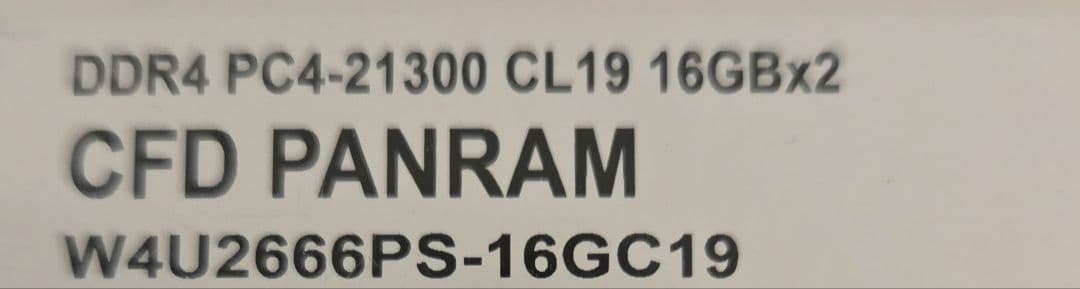 DDR4 PC4-21300 CL19 16GBx2
CFD PANRAM
W4U2666PS-16GC19